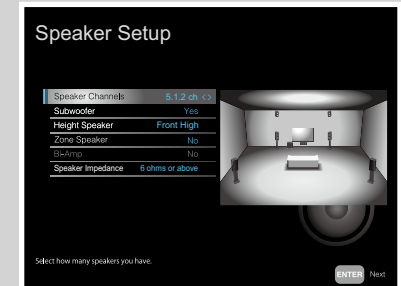 Speaker Setup
Speaker Channels 5.1.2 ch <>
Subwoofer Yes
Height Speaker Front High
Zone Speaker No
Bi-Amp No
Speaker Impedance 6 ohms or above
Select how many speakers you have.
ENTER Next